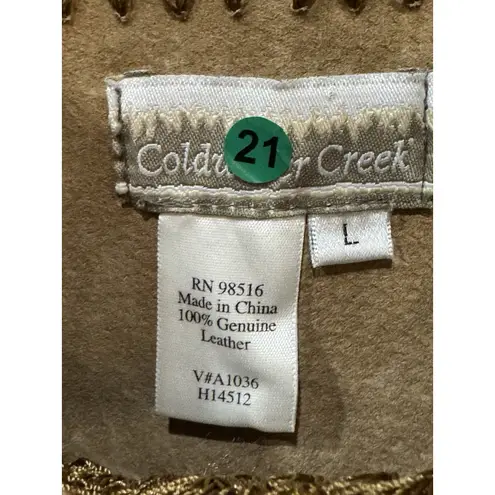 21
Coldw r Creek
L
RN 98516
Made in China
100% Genuine
Leather
V#A1036
H14512